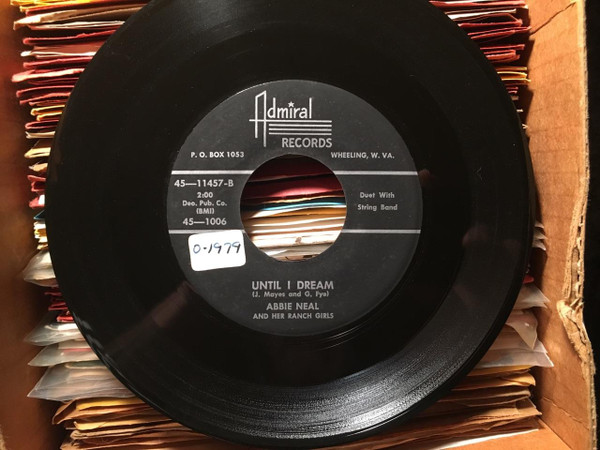 Admiral
RECORDS
P. O. BOX 1053 WHEELING, W. VA.
45—11457-B
2:00
Dee. Pub. Co.
(BMI)
45—1006
Duet With
String Band
0-1979
UNTIL I DREAM
(J. Mayes and G. Fye)
ABBIE NEAL
AND HER RANCH GIRLS